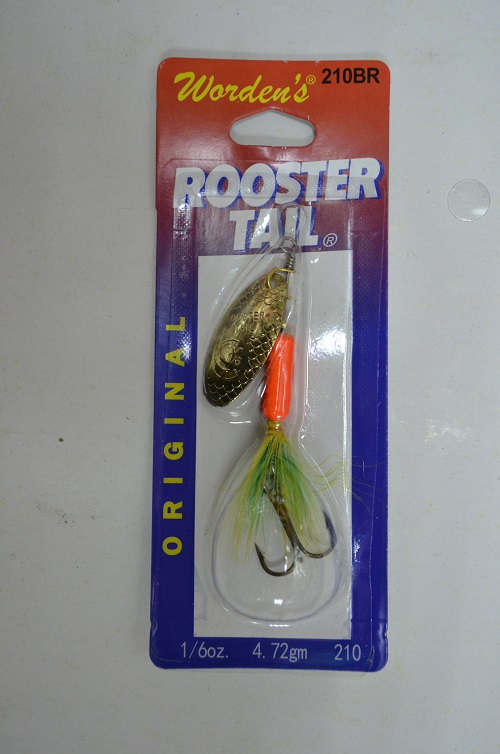 Worden's® 210BR
ROOSTER
TAIL®
ORIGINAL
1/6oz. 4.72gm 210